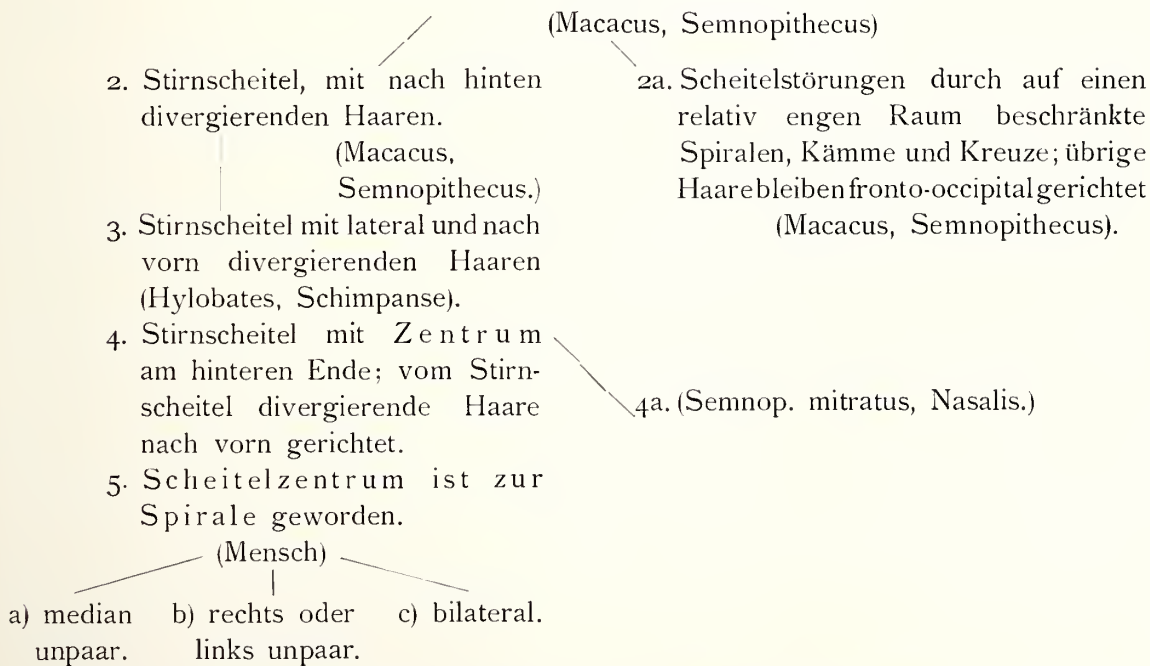 (Macacus, Semnopithecus)
2. Stirnscheitel, mit nach hinten
divergierenden Haaren.
(Macacus,
Semnopithecus.)
3. Stirnscheitel mit lateral und nach
vorn divergierenden Haaren
(Hylobates, Schimpanse).
4. Stirnscheitel mit Zentrum
am hinteren Ende; vom Stirn-
scheitel divergierende Haare
nach vorn gerichtet.
5. Scheitelzentrum ist zur
Spirale geworden.
(Mensch)
a) median
unpaar.
b) rechts oder
links unpaar.
c) bilateral.
2a. Scheitelstörungen durch auf einen
relativ engen Raum beschränkte
Spiralen, Kämme und Kreuze; übrige
Haare bleiben fronto-occipital gerichtet
(Macacus, Semnopithecus).
4a. (Semnop. mitratus, Nasalis.)